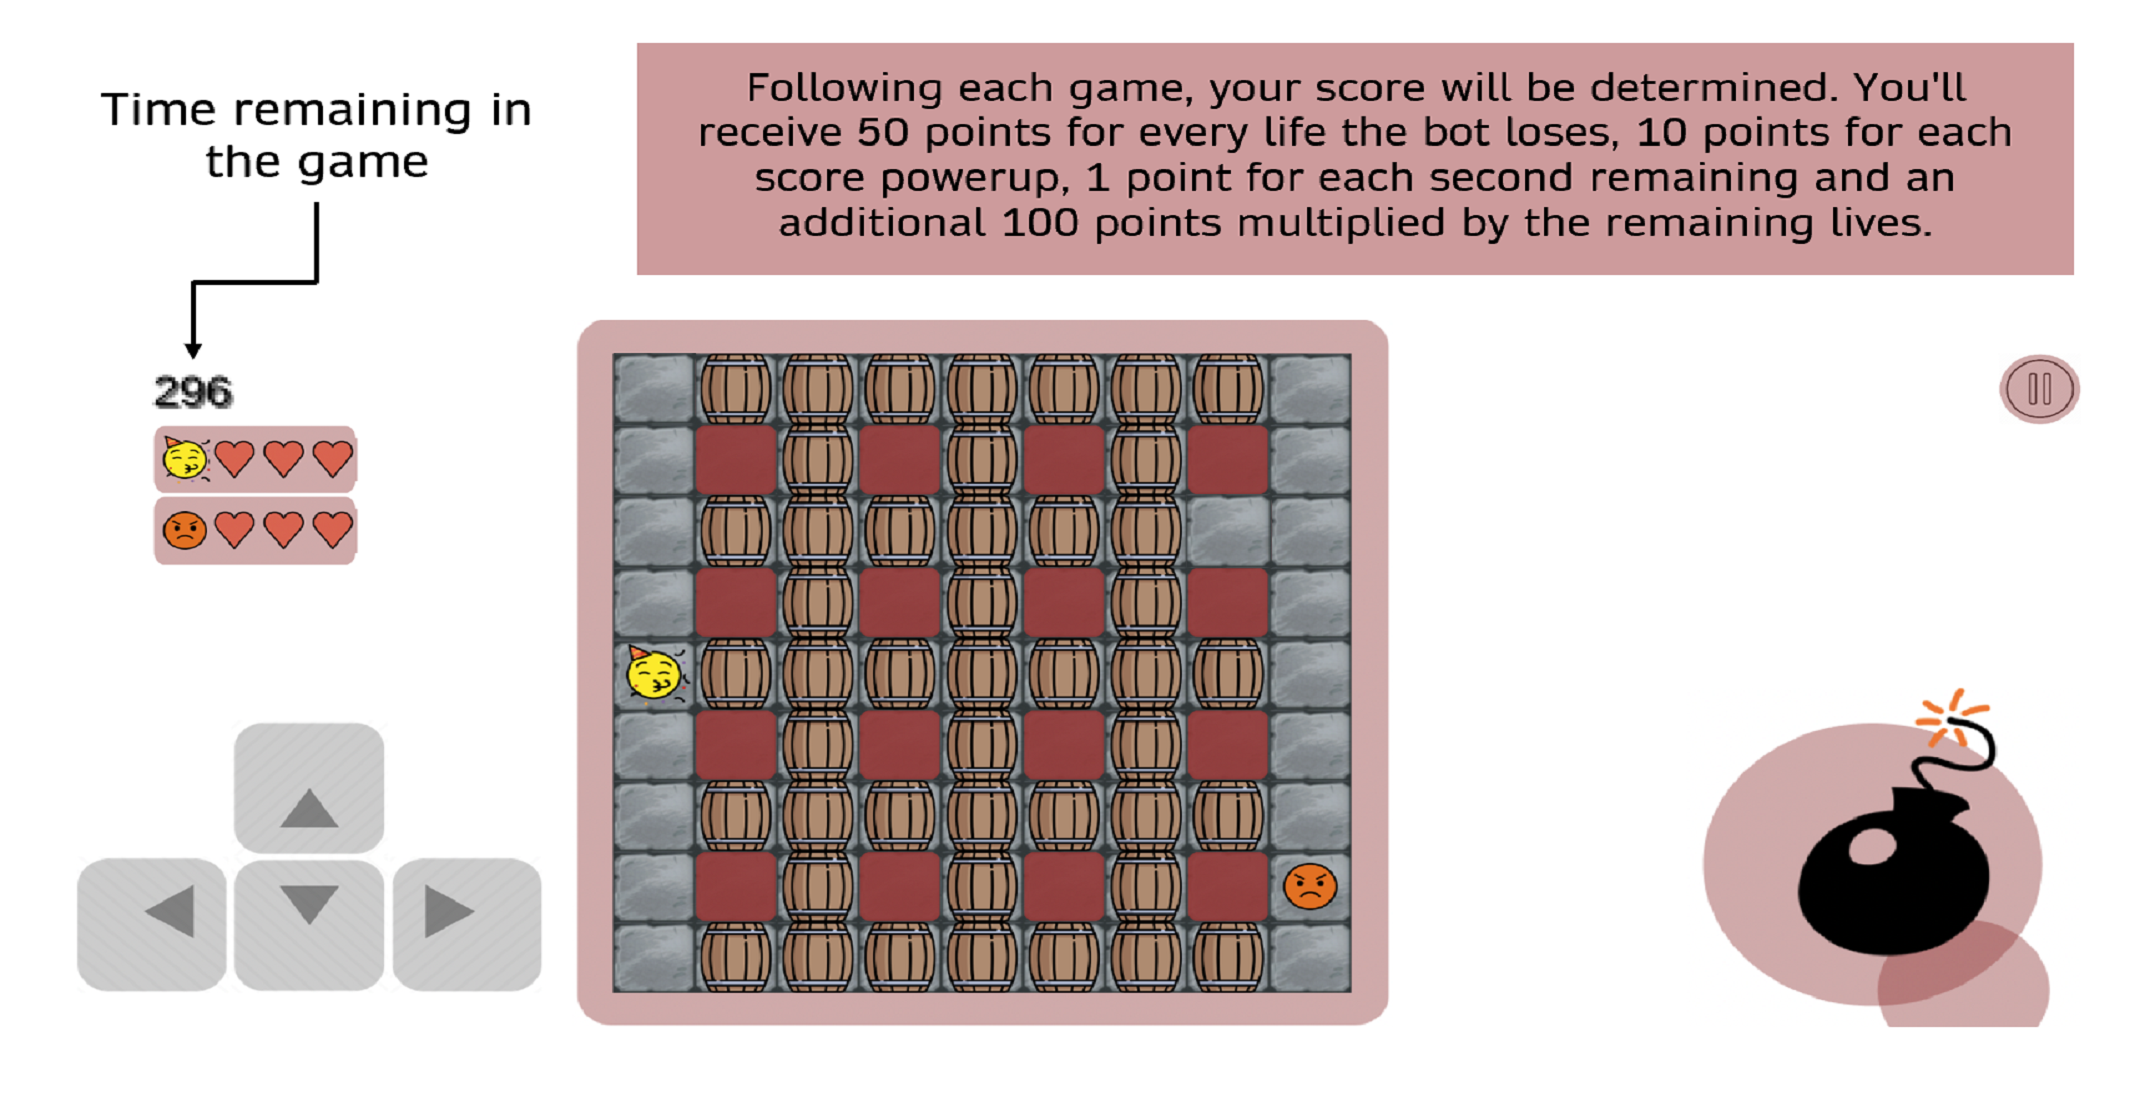 Time remaining in
the game
Following each game, your score will be determined. You'll
receive 50 points for every life the bot loses, 10 points for each
score powerup, 1 point for each second remaining and an
additional 100 points multiplied by the remaining lives.
296